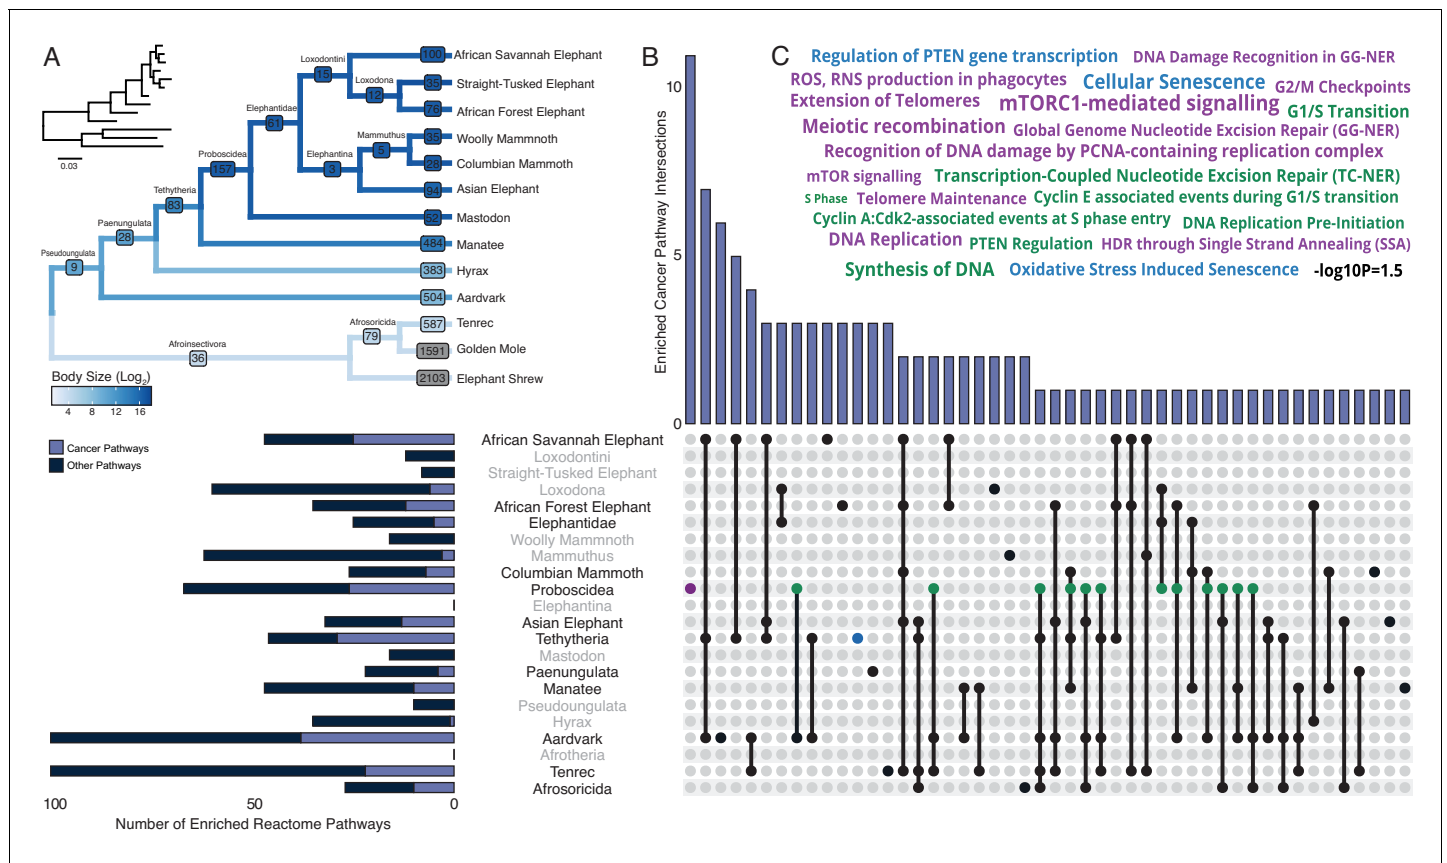 A
0.03
100 African Savannah Elephant
Loxodontini
15
35 Straight-Tusked Elephant
Loxodona
12
76 African Forest Elephant
Elephantidae
61
35 Woolly Mammnoth
Mammuthus
5
28 Columbian Mammoth
Elephantina
3
94 Asian Elephant
Proboscidea
157
52 Mastodon
Tethytheria
83
484 Manatee
Paenungulata
28
383 Hyrax
Pseudoungulata
9
504 Aardvark
587 Tenrec
Afrosoricida
79
1591 Golden Mole
Afroinsectivora
36
2103 Elephant Shrew
Body Size (Log2)
4 8 12 16
B
Enriched Cancer Pathway Intersections
10
5
0
C
Regulation of PTEN gene transcription DNA Damage Recognition in GG-NER
ROS, RNS production in phagocytes Cellular Senescence G2/M Checkpoints
Extension of Telomeres mTORC1-mediated signalling G1/S Transition
Meiotic recombination Global Genome Nucleotide Excision Repair (GG-NER)
Recognition of DNA damage by PCNA-containing replication complex
mTOR signalling Transcription-Coupled Nucleotide Excision Repair (TC-NER)
S Phase Telomere Maintenance Cyclin E associated events during G1/S transition
Cyclin A:Cdk2-associated events at S phase entry DNA Replication Pre-Initiation
DNA Replication PTEN Regulation HDR through Single Strand Annealing (SSA)
Synthesis of DNA Oxidative Stress Induced Senescence -log10P=1.5
Cancer Pathways
Other Pathways
African Savannah Elephant
Loxodontini
Straight-Tusked Elephant
Loxodona
African Forest Elephant
Elephantidae
Woolly Mammnoth
Mammuthus
Columbian Mammoth
Proboscidea
Elephantina
Asian Elephant
Tethytheria
Mastodon
Paenungulata
Manatee
Pseudoungulata
Hyrax
Aardvark
Afrotheria
Tenrec
Afrosoricida
100 50 0
Number of Enriched Reactome Pathways